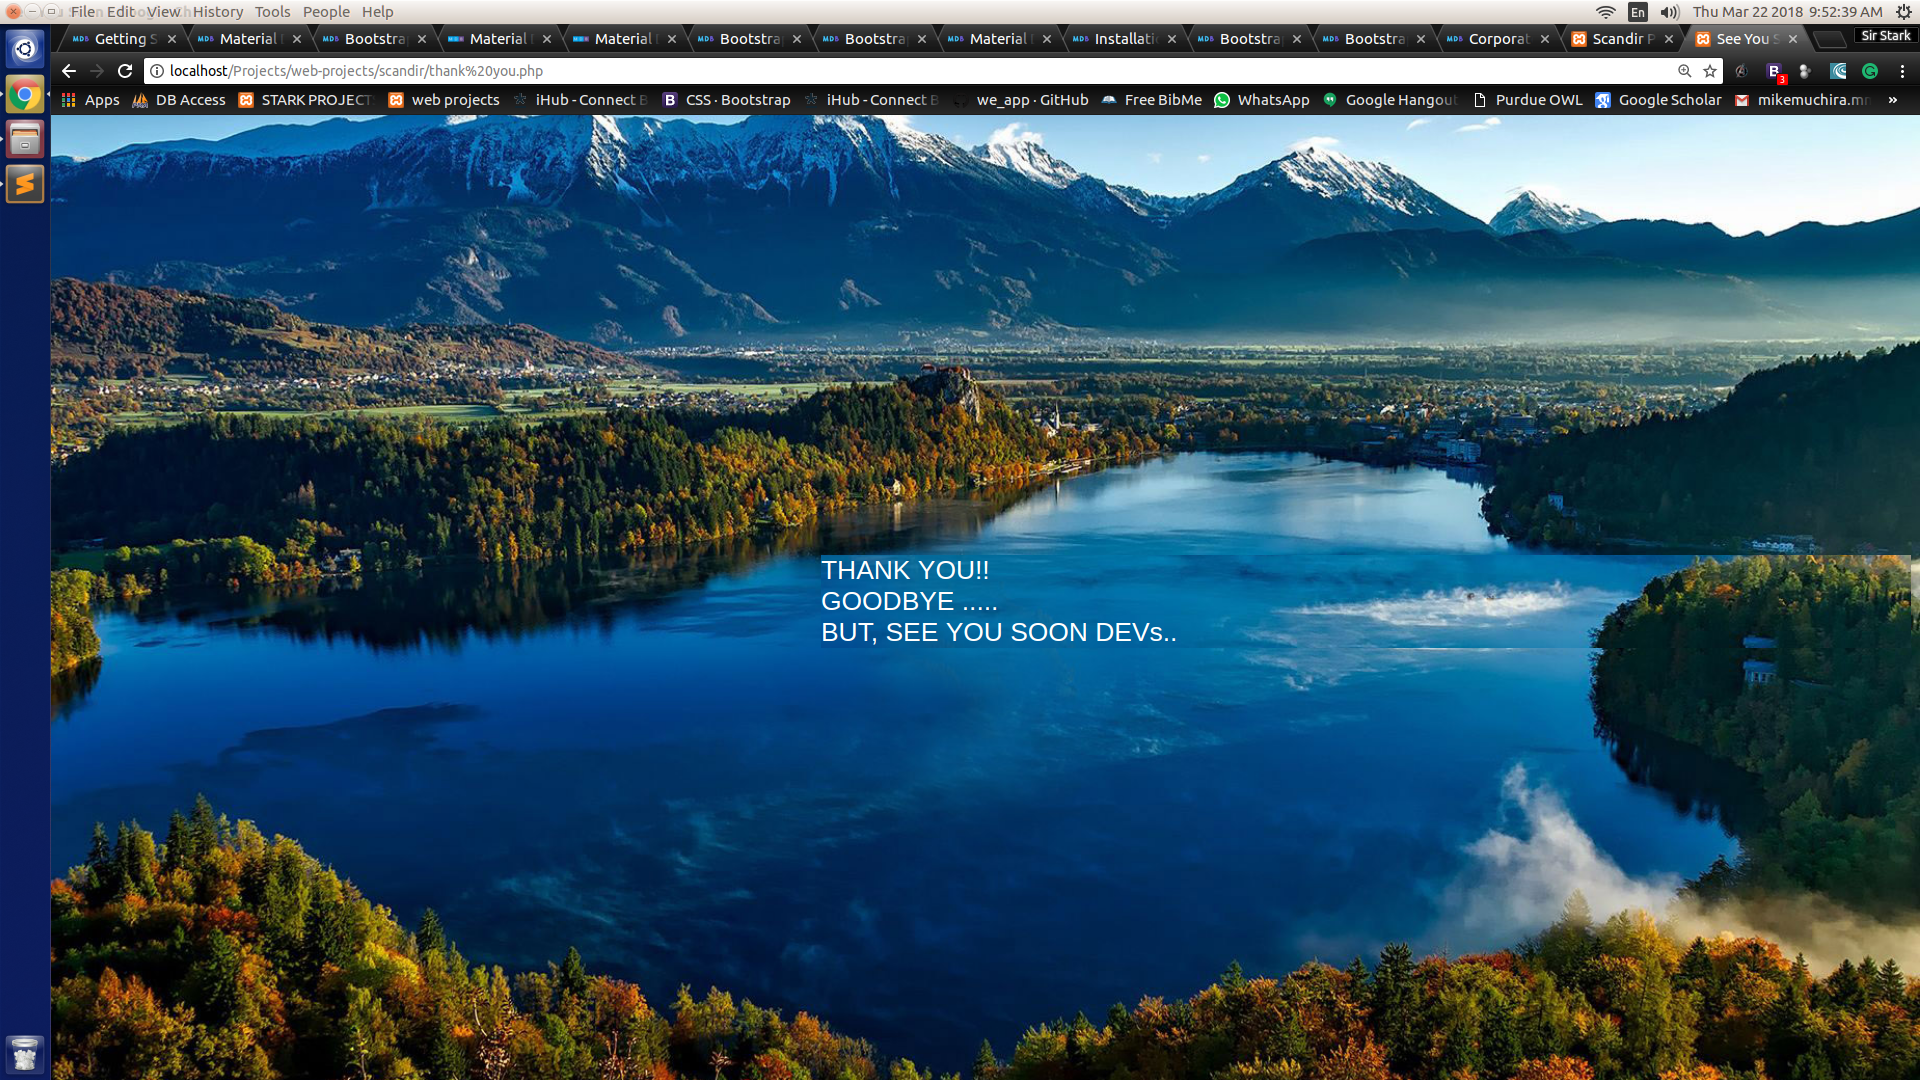 File Edit View History Tools People Help
En
Thu Mar 22 2018 9:52:39 AM
Getting S
Material
Bootstra
Material
Material
Bootstra
Bootstra
Material
Installati
Bootstra
Bootstra
Corporat
Scandir P
See You S
Sir Stark
localhost/Projects/web-projects/scandir/thank%20you.php
3
Apps
DB Access
STARK PROJECT
web projects
iHub - Connect B
CSS · Bootstrap
iHub - Connect B
we_app · GitHub
Free BibMe
WhatsApp
Google Hangout
Purdue OWL
Google Scholar
mikemuchira.mn
»
THANK YOU!!
GOODBYE .....
BUT, SEE YOU SOON DEVs..